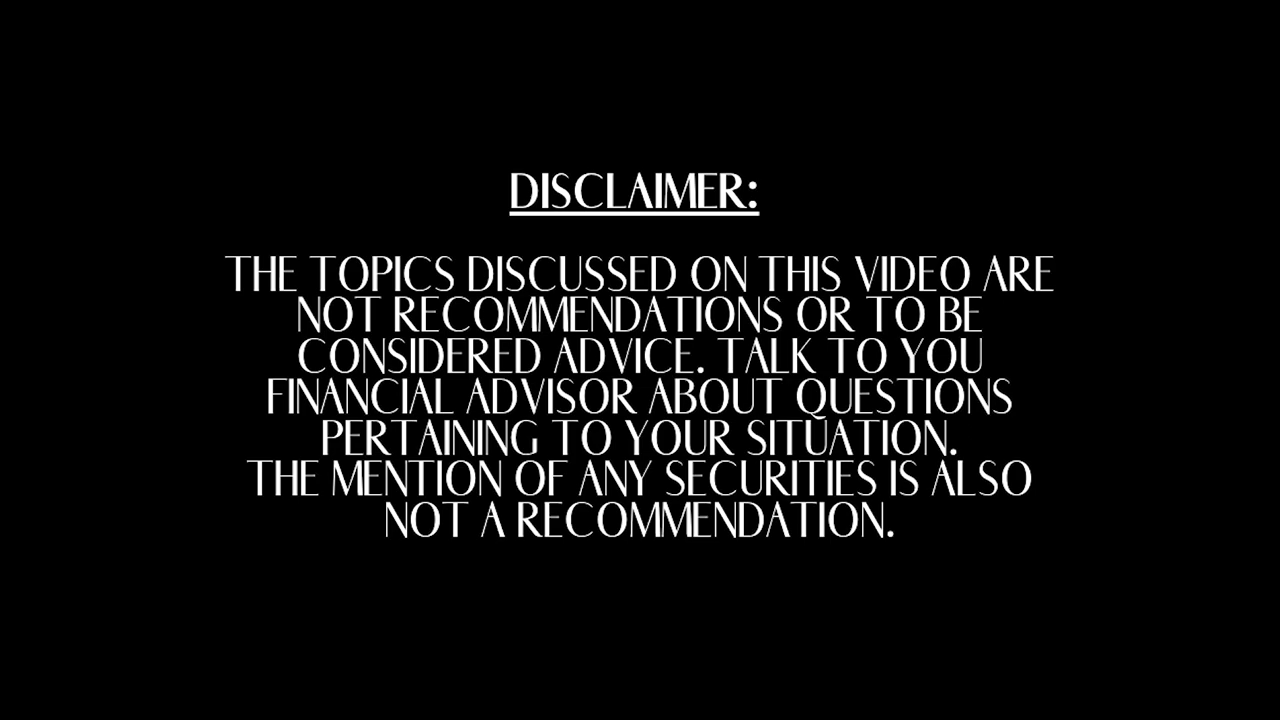 DISCLAIMER:
THE TOPICS DISCUSSED ON THIS VIDEO ARE
NOT RECOMMENDATIONS OR TO BE
CONSIDERED ADVICE. TALK TO YOU
FINANCIAL ADVISOR ABOUT QUESTIONS
PERTAINING TO YOUR SITUATION.
THE MENTION OF ANY SECURITIES IS ALSO
NOT A RECOMMENDATION.